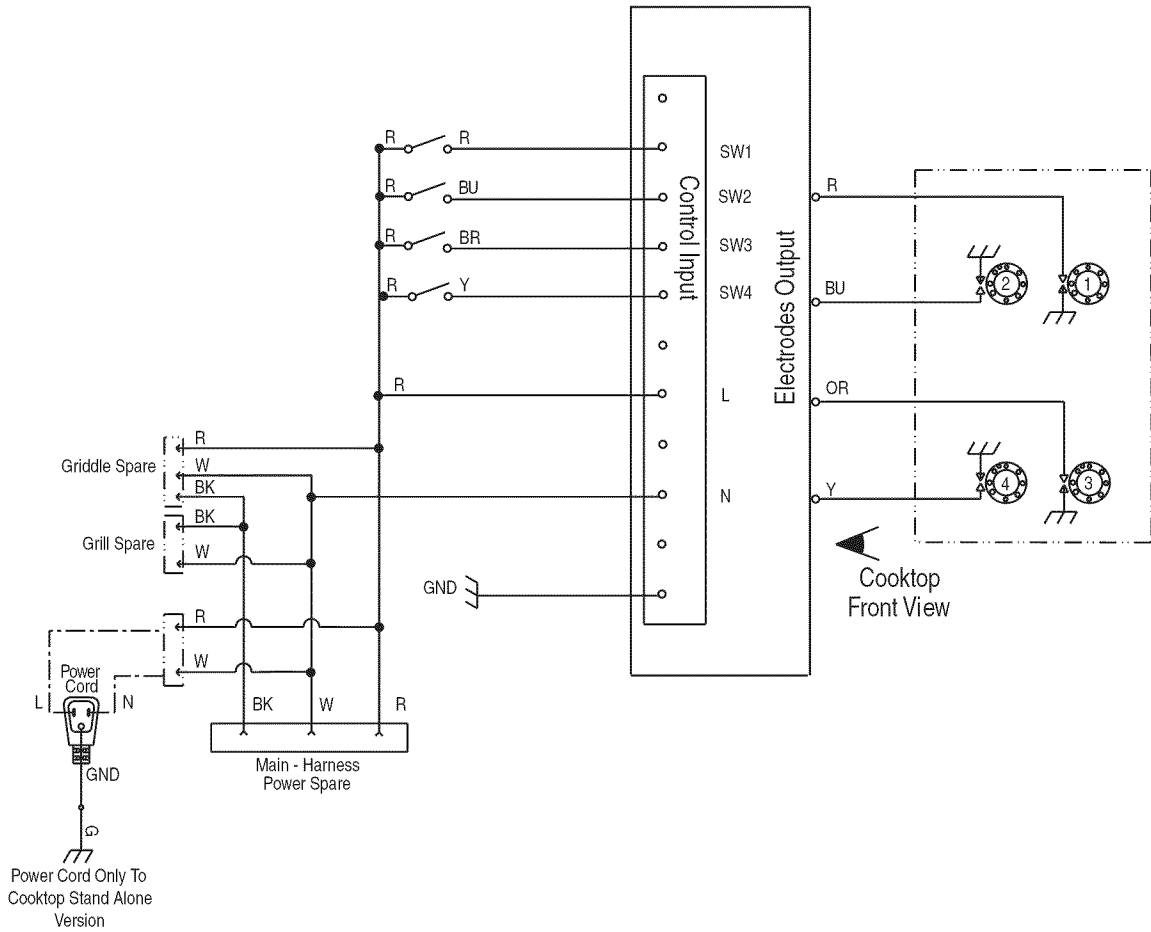 R R
SW1
R BU
SW2
R
R BR
SW3
R Y
SW4
Control Input
Electrodes Output
2
1
BU
R
L
OR
R
Griddle Spare
W
BK
4
3
N
Y
BK
Grill Spare
W
Cooktop
Front View
GND
R
W
Power
Cord
L
N
BK
W
R
GND
Main - Harness
Power Spare
G
Power Cord Only To
Cooktop Stand Alone
Version